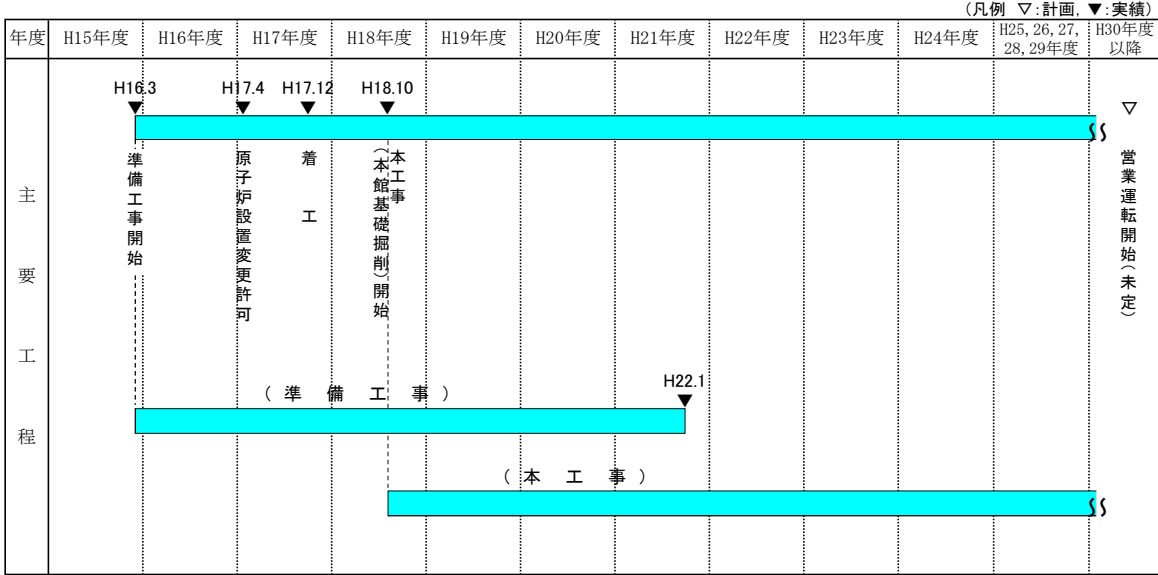 (凡例 ▽:計画, ▼:実績)
年度
H15年度
H16年度
H17年度
H18年度
H19年度
H20年度
H21年度
H22年度
H23年度
H24年度
H25,26,27,
28,29年度
H30年度
以降
主要工程
H16.3
▼
準備工事開始
H17.4
▼
原子炉設置変更許可
H17.12
▼
着工
H18.10
▼
本工事
(本館基礎掘削)開始
▽
営業運転開始(未定)
(準備工事)
H22.1
▼
(本工事)